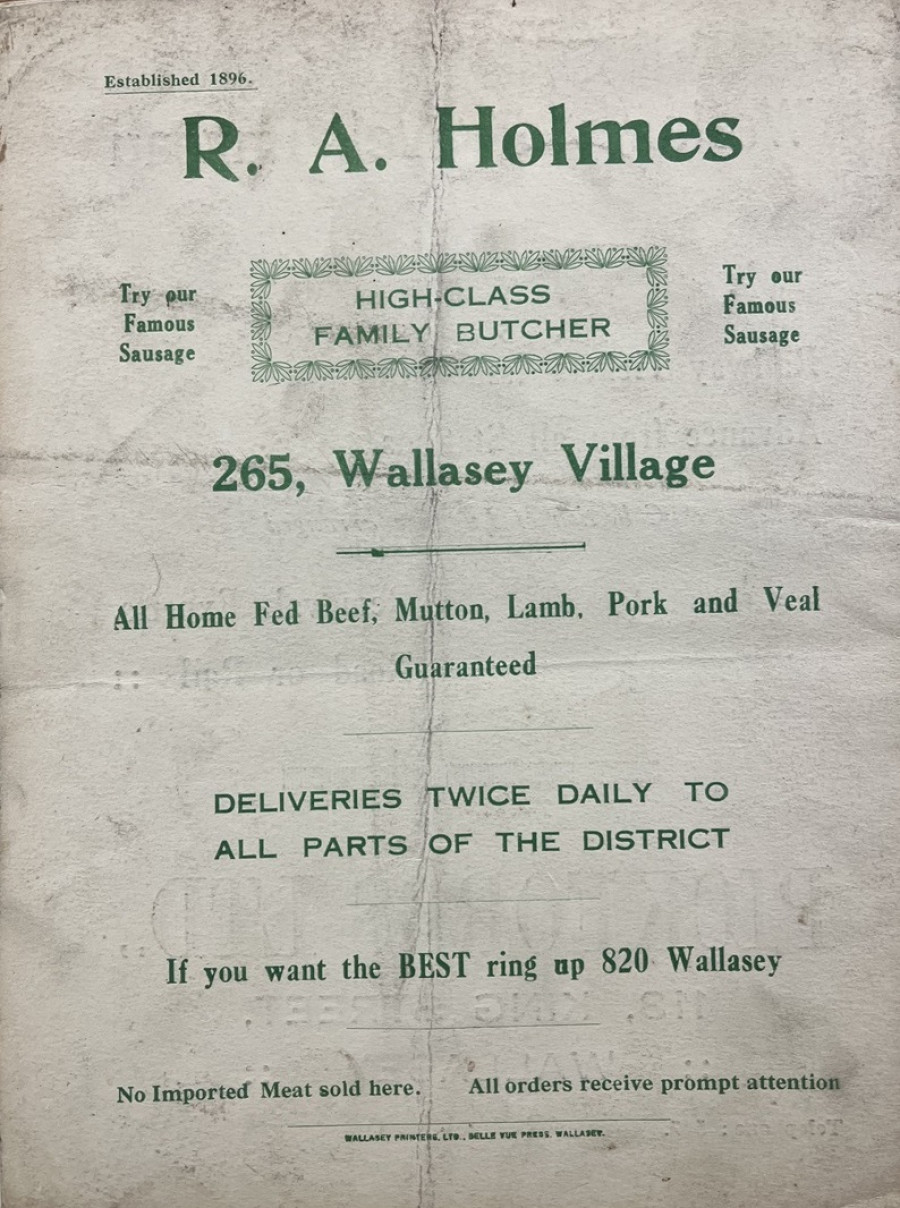 Established 1896.
R. A. Holmes
Try our
Famous
Sausage
HIGH-CLASS
FAMILY BUTCHER
Try our
Famous
Sausage
265, Wallasey Village
All Home Fed Beef, Mutton, Lamb, Pork and Veal
Guaranteed
DELIVERIES TWICE DAILY TO
ALL PARTS OF THE DISTRICT
If you want the BEST ring up 820 Wallasey
No Imported Meat sold here. All orders receive prompt attention
WALLASEY PRINTERS, LTD., BELLE VUE PRESS, WALLASEY.